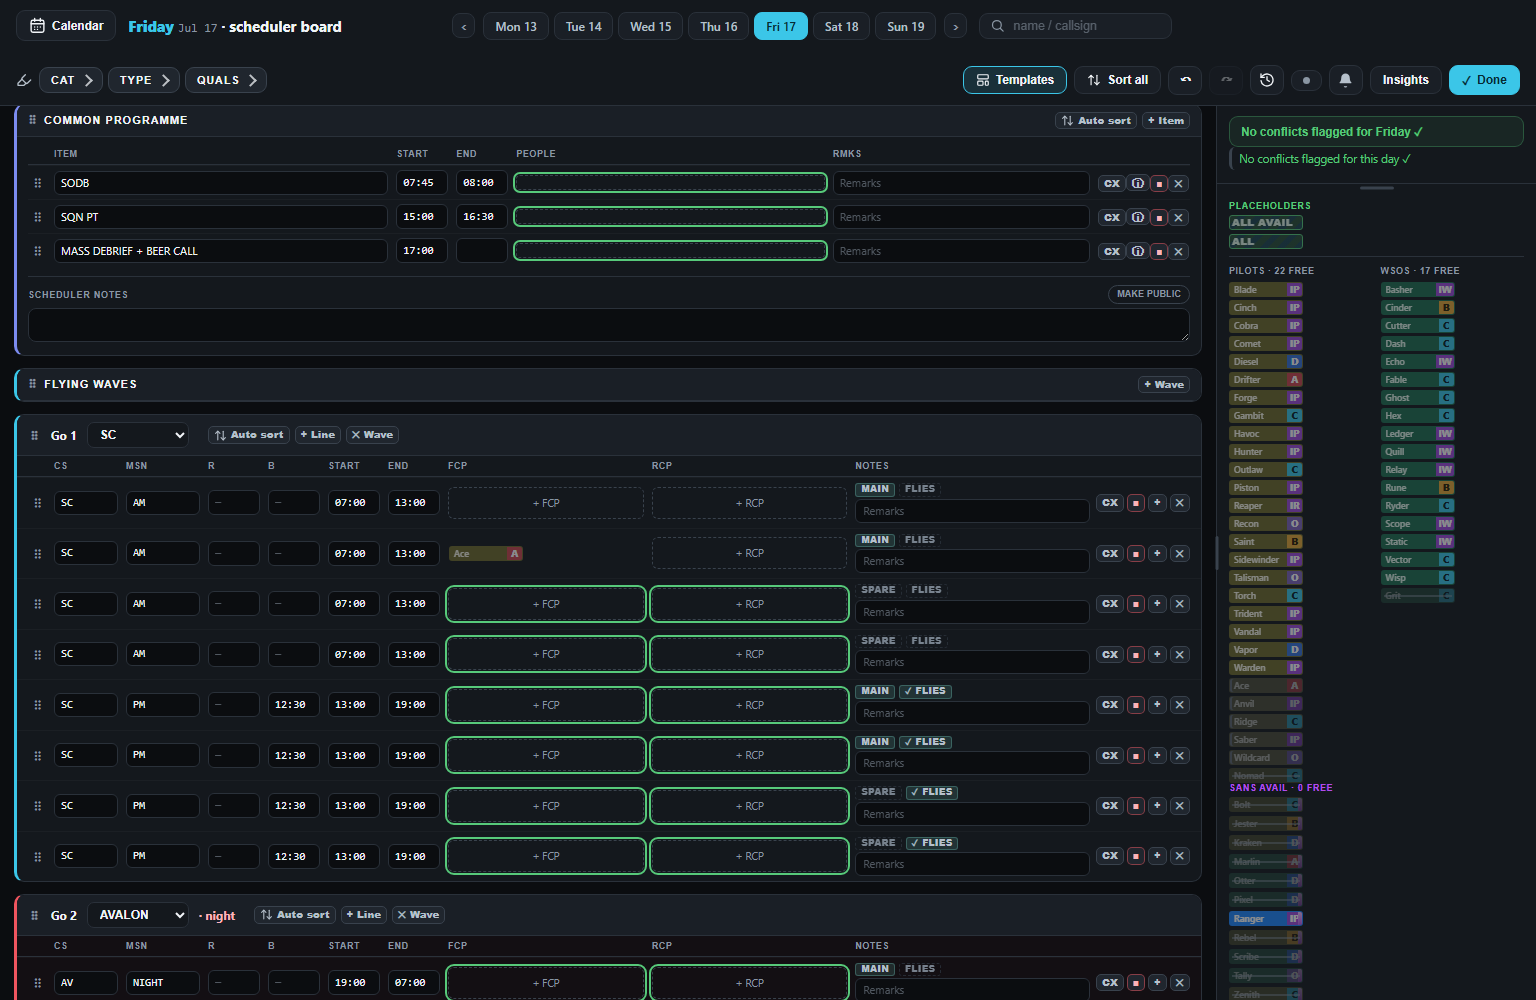 Calendar
Friday Jul 17 · scheduler board
‹ Mon 13 Tue 14 Wed 15 Thu 16 Fri 17 Sat 18 Sun 19 ›
name / callsign
CAT TYPE QUALS
Templates Sort all Insights ✓ Done
COMMON PROGRAMME
Auto sort + Item
ITEM START END PEOPLE RMKS
SODB 07:45 08:00 Remarks CX
SQN PT 15:00 16:30 Remarks CX
MASS DEBRIEF + BEER CALL 17:00 Remarks CX
SCHEDULER NOTES
MAKE PUBLIC
FLYING WAVES
+ Wave
Go 1 SC Auto sort + Line × Wave
CS MSN R B START END FCP RCP NOTES
SC AM – – 07:00 13:00 + FCP + RCP MAIN FLIES Remarks CX
SC AM – – 07:00 13:00 Ace A + RCP MAIN FLIES Remarks CX
SC AM – – 07:00 13:00 + FCP + RCP SPARE FLIES Remarks CX
SC AM – – 07:00 13:00 + FCP + RCP SPARE FLIES Remarks CX
SC PM – 12:30 13:00 19:00 + FCP + RCP MAIN ✓ FLIES Remarks CX
SC PM – 12:30 13:00 19:00 + FCP + RCP MAIN ✓ FLIES Remarks CX
SC PM – 12:30 13:00 19:00 + FCP + RCP SPARE ✓ FLIES Remarks CX
SC PM – 12:30 13:00 19:00 + FCP + RCP SPARE ✓ FLIES Remarks CX
Go 2 AVALON · night Auto sort + Line × Wave
CS MSN R B START END FCP RCP NOTES
AV NIGHT – – 19:00 07:00 + FCP + RCP MAIN FLIES Remarks CX
No conflicts flagged for Friday ✓
No conflicts flagged for this day ✓
PLACEHOLDERS
ALL AVAIL
ALL
PILOTS · 22 FREE
Blade IP
Cinch IP
Cobra IP
Comet IP
Diesel D
Drifter A
Forge IP
Gambit C
Havoc IP
Hunter IP
Outlaw C
Piston IP
Reaper IR
Recon O
Saint B
Sidewinder IP
Talisman O
Torch C
Trident IP
Vandal IP
Vapor D
Warden IP
Ace A
Anvil IP
Ridge C
Saber IP
Wildcard O
Nomad C
WSOS · 17 FREE
Basher IW
Cinder B
Cutter C
Dash C
Echo IW
Fable C
Ghost C
Hex C
Ledger IW
Quill IW
Relay IW
Rune B
Ryder C
Scope IW
Static IW
Vector C
Wisp C
Grit C
SANS AVAIL · 0 FREE
Bolt C
Jester B
Kraken D
Marlin A
Otter D
Pixel D
Ranger IP
Rebel
Scribe D
Tally O
Zenith C